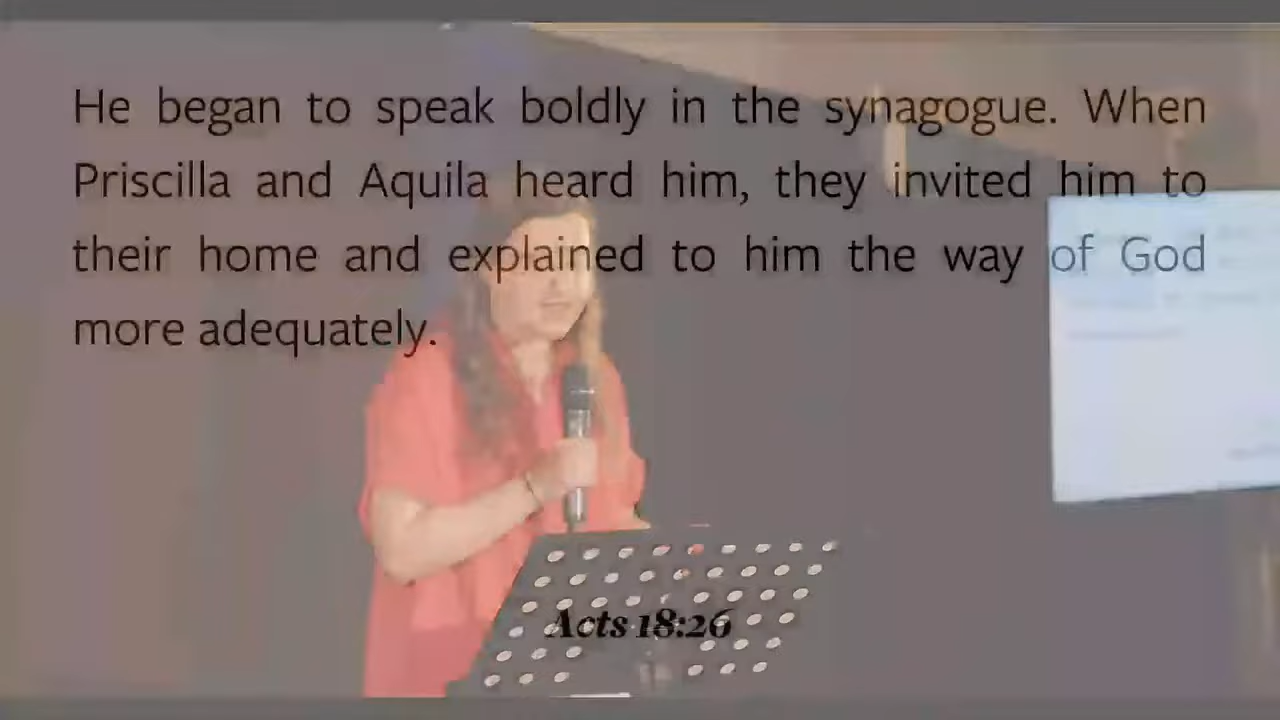 He began to speak boldly in the synagogue. When
Priscilla and Aquila heard him, they invited him to
their home and explained to him the way of God
more adequately.
Acts 18:26